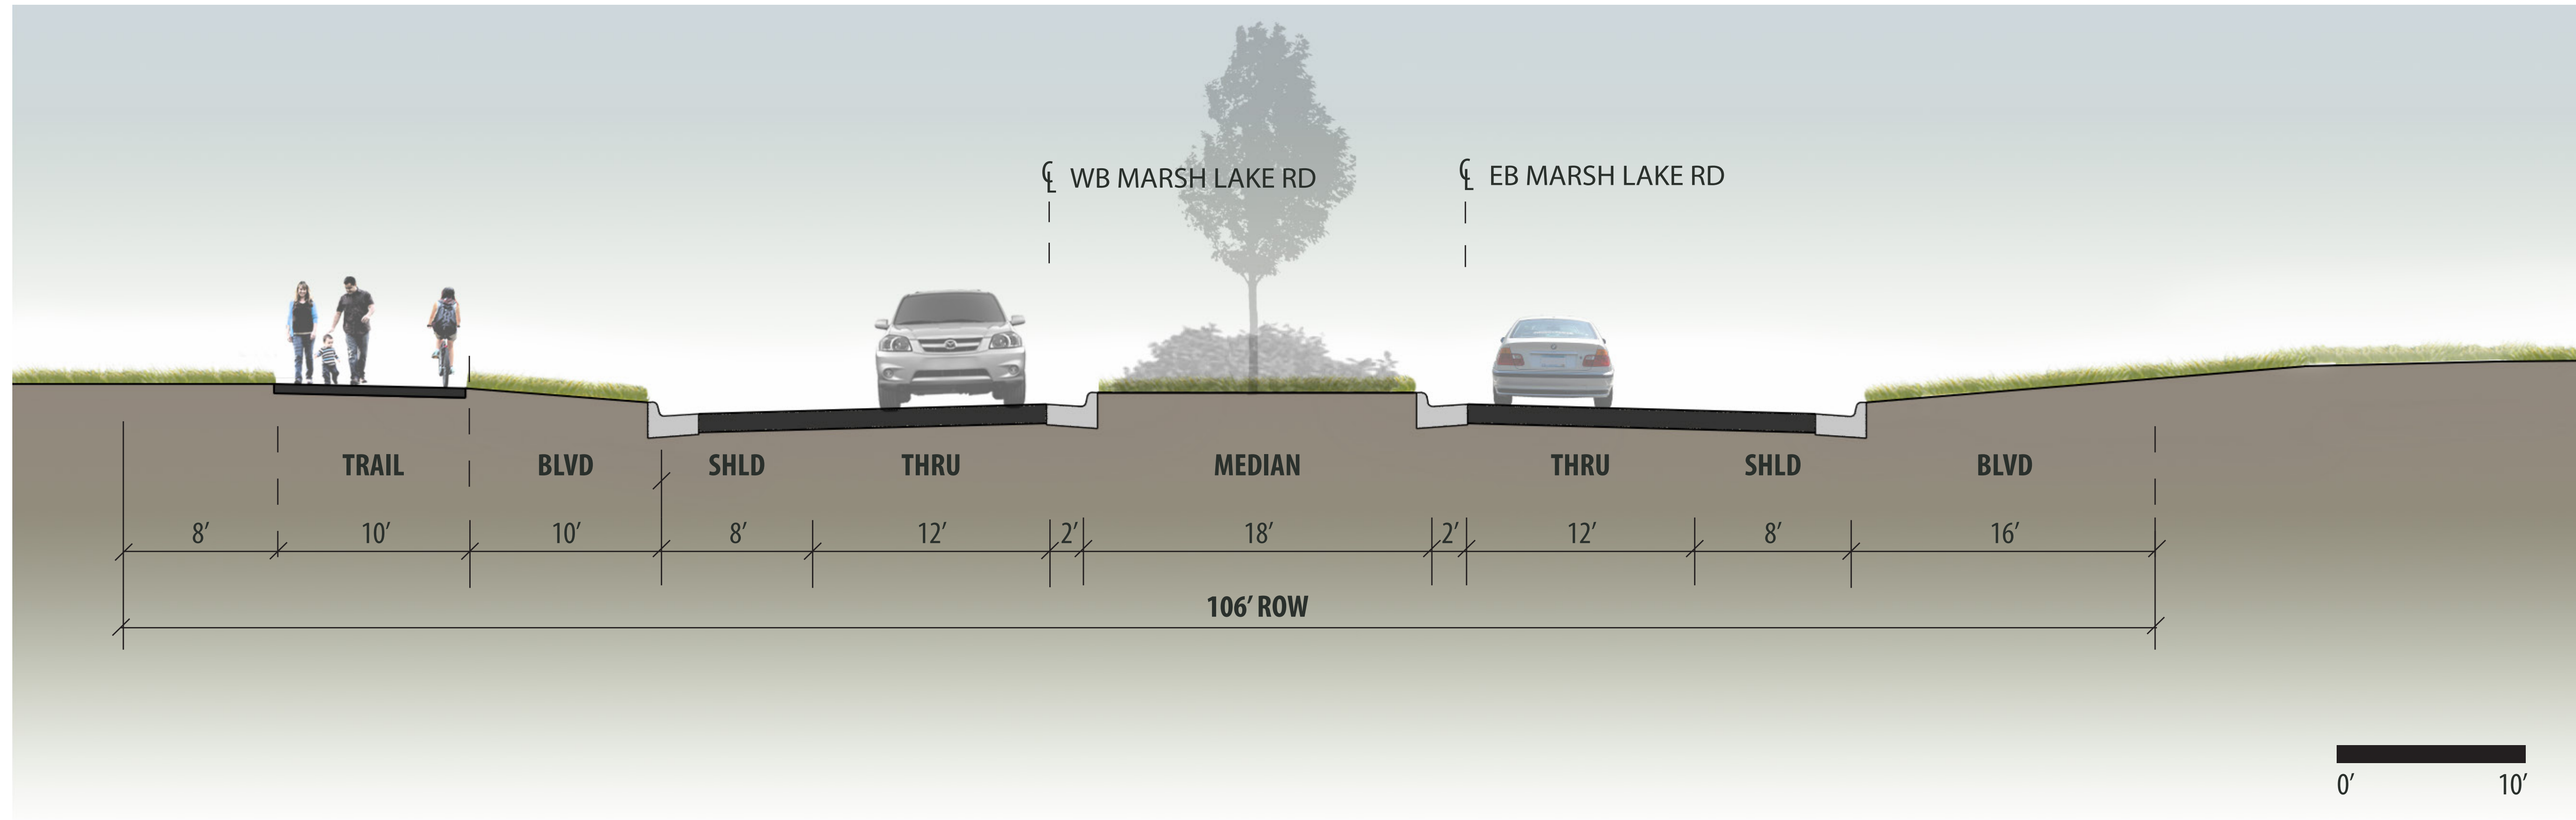 ℄ WB MARSH LAKE RD
℄ EB MARSH LAKE RD
TRAIL BLVD SHLD THRU MEDIAN THRU SHLD BLVD
8′ 10′ 10′ 8′ 12′ 2′ 18′ 2′ 12′ 8′ 16′
106′ ROW
0′ 10′